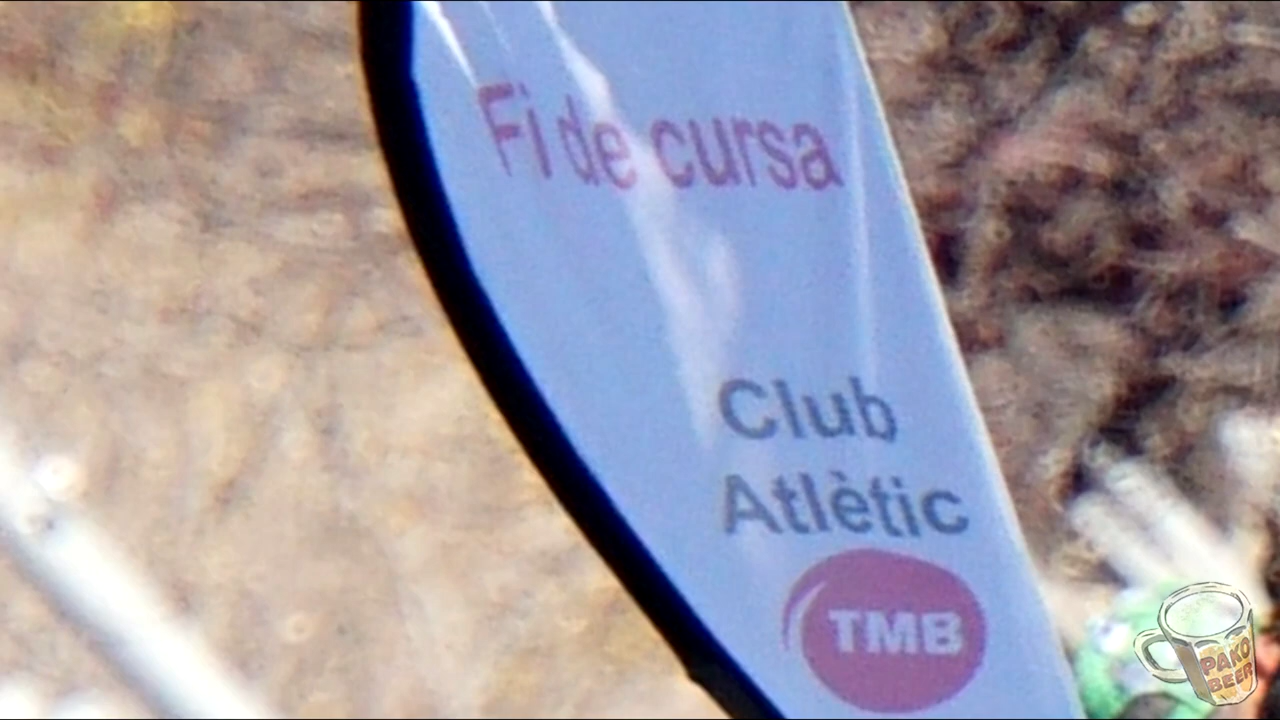 Fi de cursa
Club
Atlètic
TMB
PAKO
BEER